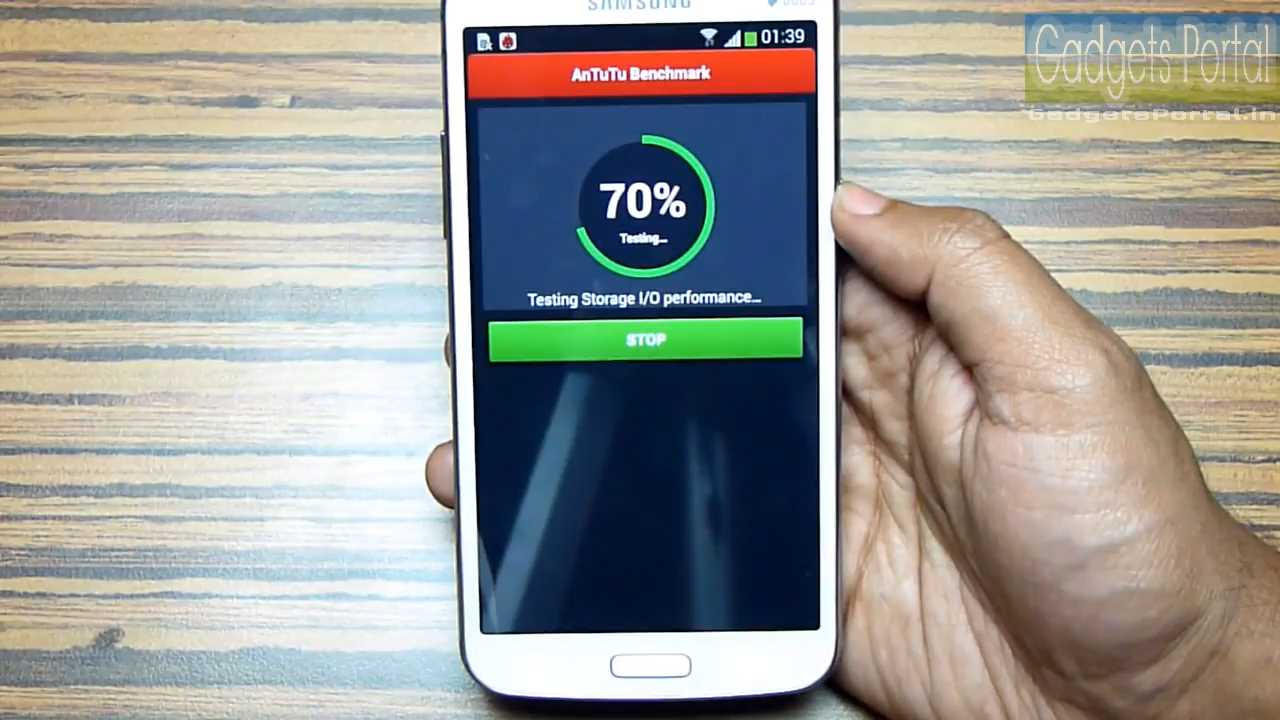 SAMSUNG
Gadgets Portal
GadgetsPortal.in
01:39
AnTuTu Benchmark
70%
Testing...
Testing Storage I/O performance...
STOP